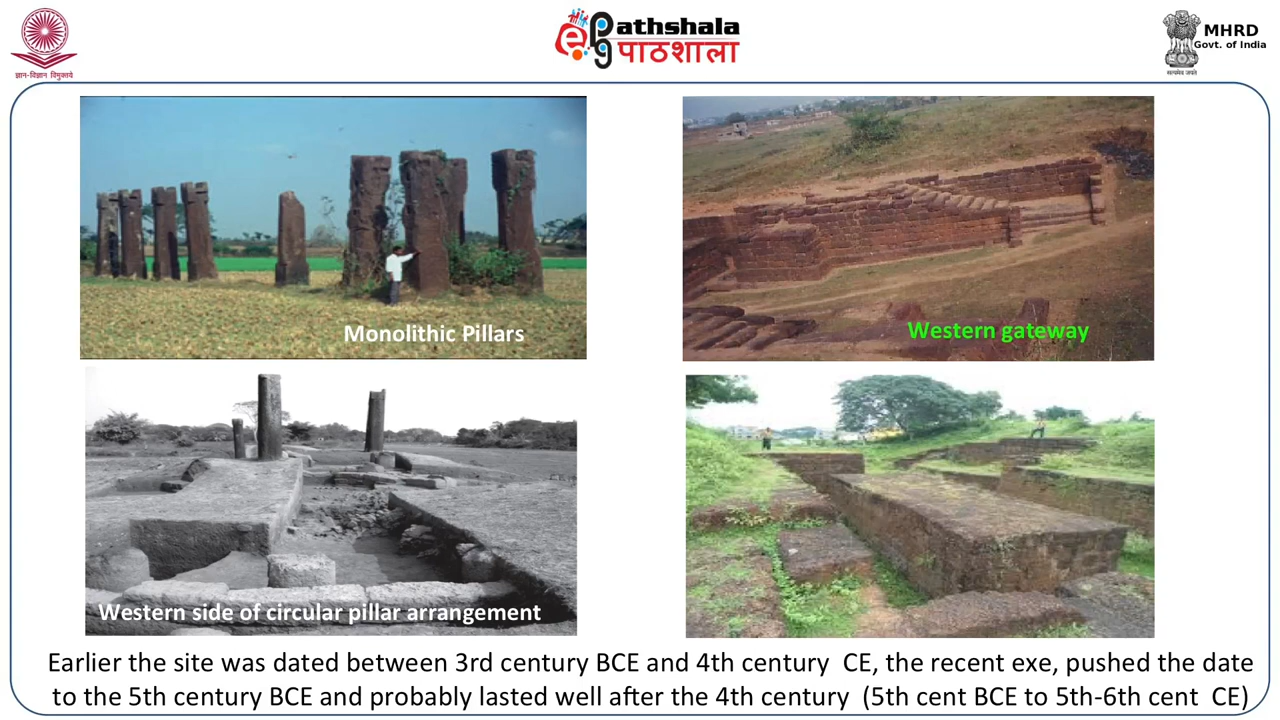 ज्ञान-विज्ञान विमुक्तये
ePg Pathshala
पाठशाला
सत्यमेव जयते
MHRD
Govt. of India
Monolithic Pillars
Western gateway
Western side of circular pillar arrangement
Earlier the site was dated between 3rd century BCE and 4th century CE, the recent exe, pushed the date
to the 5th century BCE and probably lasted well after the 4th century (5th cent BCE to 5th-6th cent CE)